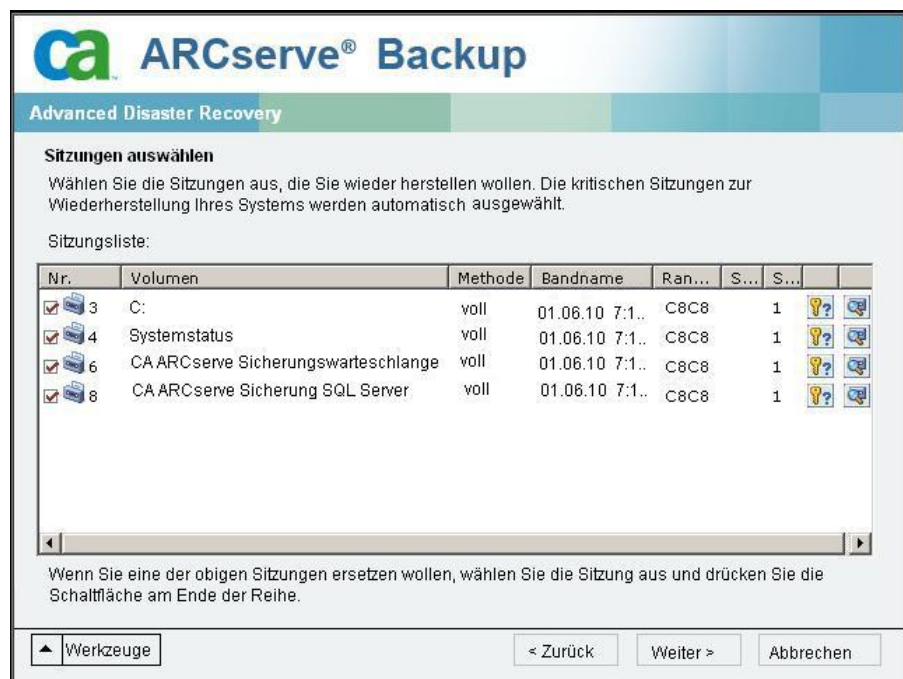 ca ARCserve® Backup
Advanced Disaster Recovery
Sitzungen auswählen
Wählen Sie die Sitzungen aus, die Sie wieder herstellen wollen. Die kritischen Sitzungen zur
Wiederherstellung Ihres Systems werden automatisch ausgewählt.
Sitzungsliste:
Nr. Volumen Methode Bandname Ran... S... S...
3 C: voll 01.06.10 7:1.. C8C8 1
4 Systemstatus voll 01.06.10 7:1.. C8C8 1
6 CA ARCserve Sicherungswarteschlange voll 01.06.10 7:1.. C8C8 1
8 CA ARCserve Sicherung SQL Server voll 01.06.10 7:1.. C8C8 1
Wenn Sie eine der obigen Sitzungen ersetzen wollen, wählen Sie die Sitzung aus und drücken Sie die
Schaltfläche am Ende der Reihe.
Werkzeuge < Zurück Weiter > Abbrechen